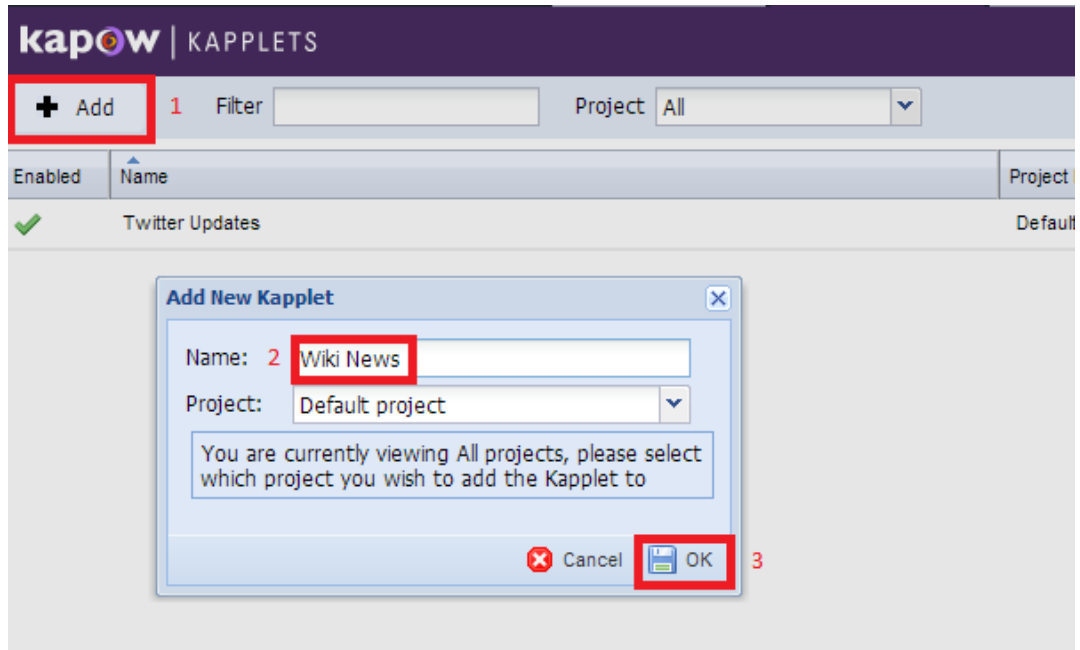 kapow | KAPPLETS
Add 1 Filter Project All
Enabled Name Project
Twitter Updates Default
Add New Kapplet
Name: 2 Wiki News
Project: Default project
You are currently viewing All projects, please select
which project you wish to add the Kapplet to
Cancel OK 3